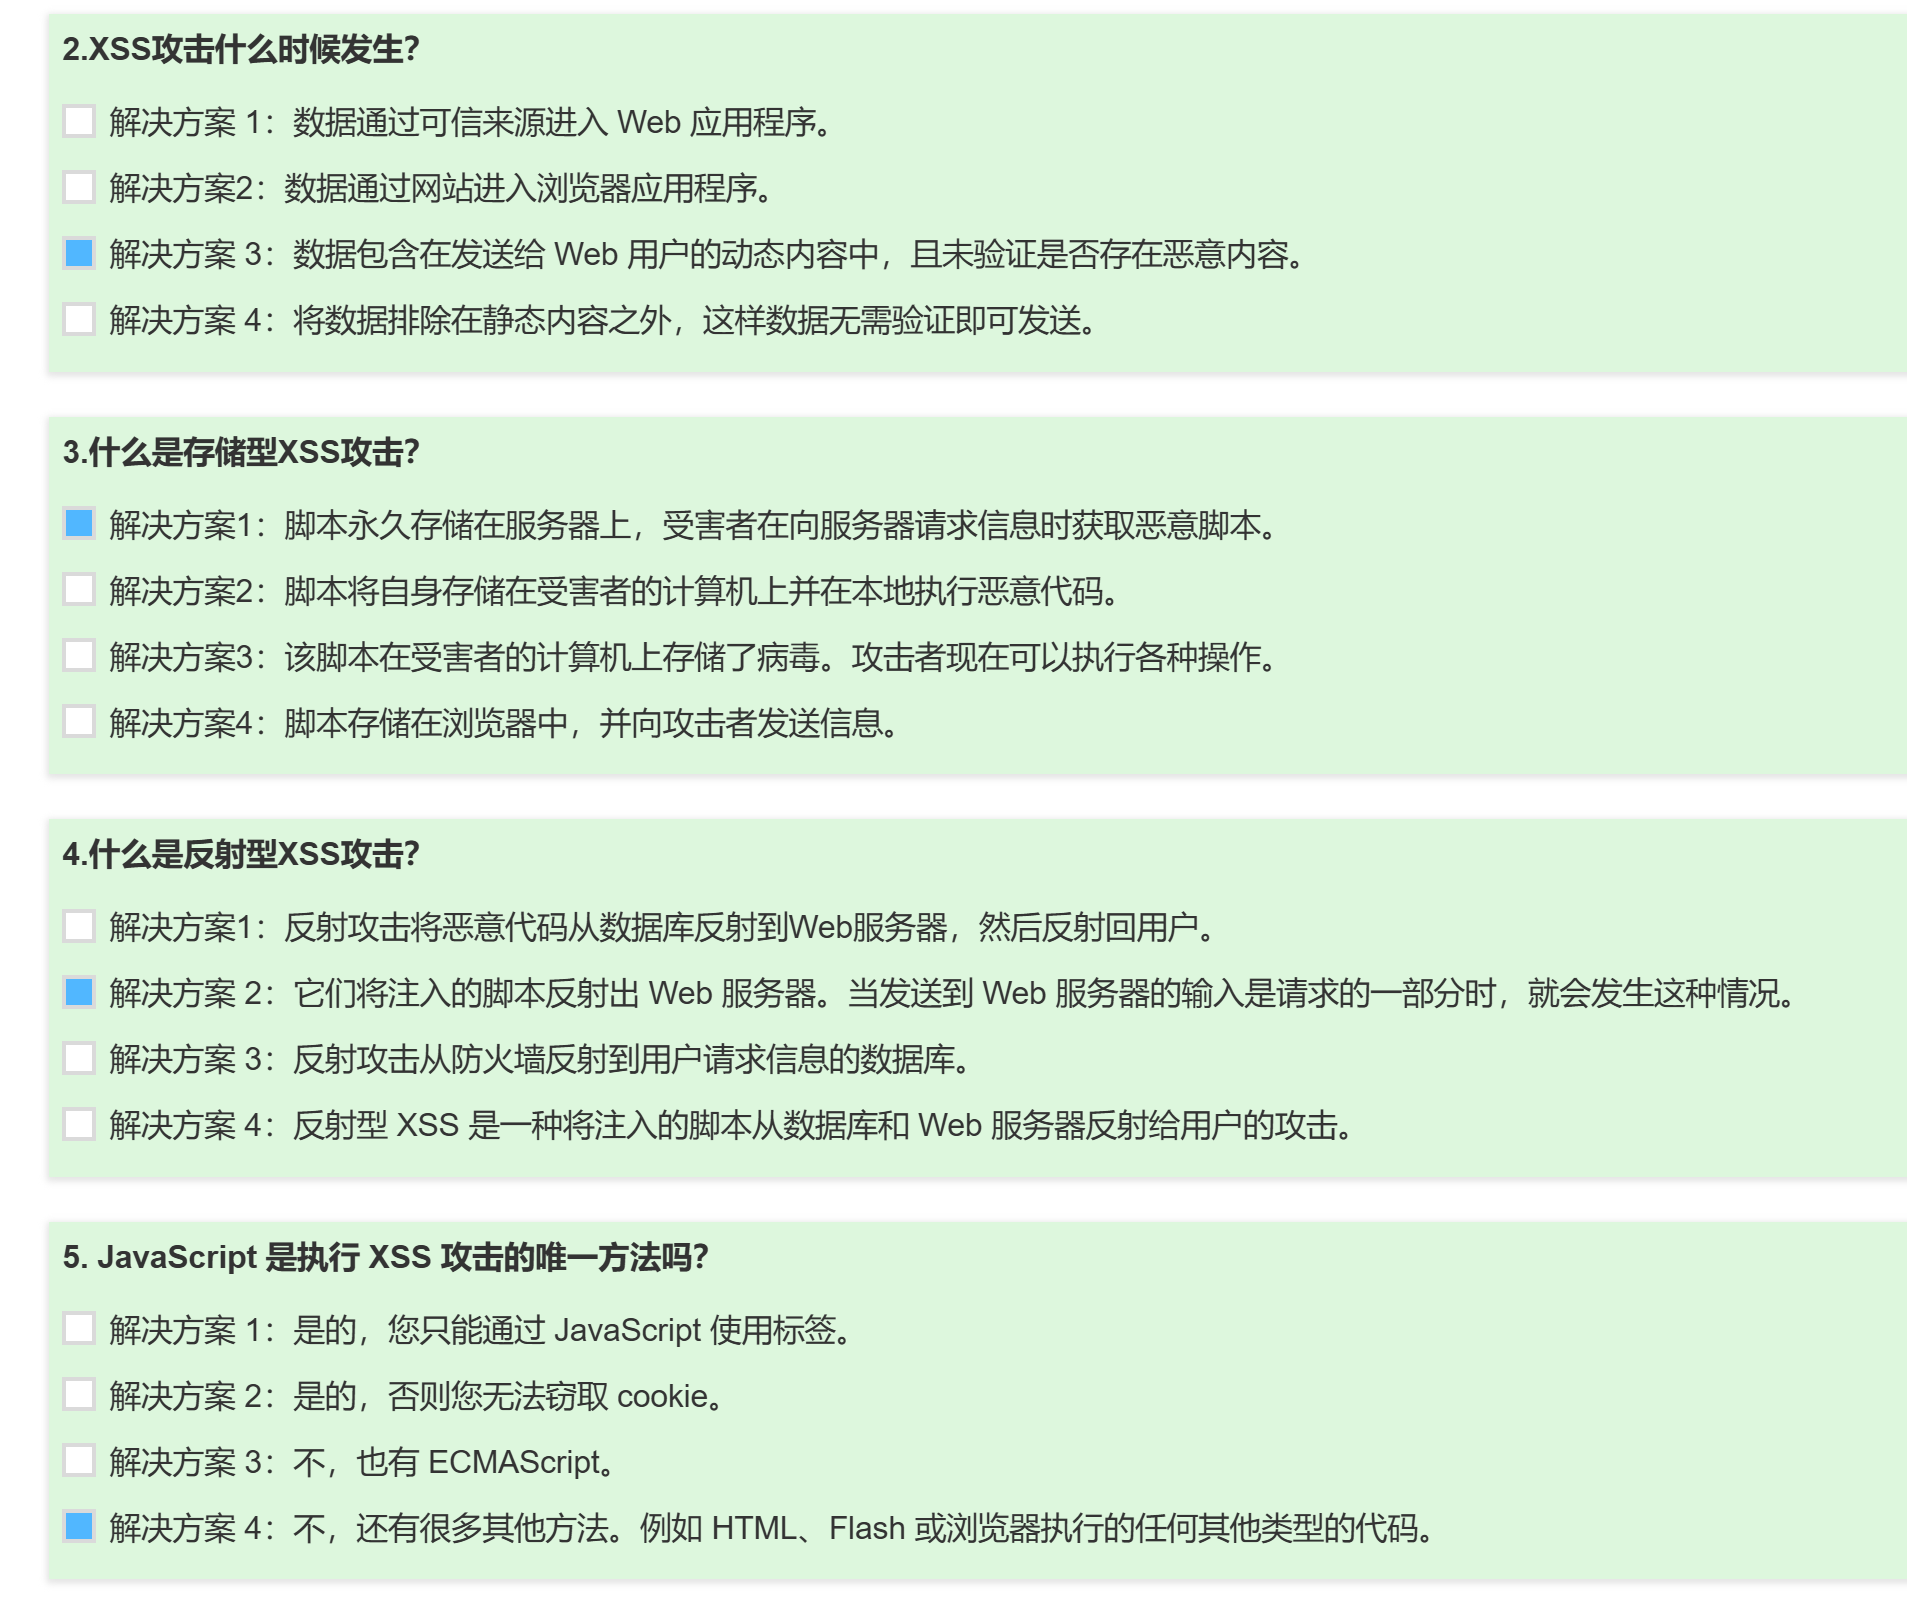 2.XSS攻击什么时候发生？
解决方案 1：数据通过可信来源进入 Web 应用程序。
解决方案2：数据通过网站进入浏览器应用程序。
解决方案 3：数据包含在发送给 Web 用户的动态内容中，且未验证是否存在恶意内容。
解决方案 4：将数据排除在静态内容之外，这样数据无需验证即可发送。
3.什么是存储型XSS攻击？
解决方案1：脚本永久存储在服务器上，受害者在向服务器请求信息时获取恶意脚本。
解决方案2：脚本将自身存储在受害者的计算机上并在本地执行恶意代码。
解决方案3：该脚本在受害者的计算机上存储了病毒。攻击者现在可以执行各种操作。
解决方案4：脚本存储在浏览器中，并向攻击者发送信息。
4.什么是反射型XSS攻击？
解决方案1：反射攻击将恶意代码从数据库反射到Web服务器，然后反射回用户。
解决方案 2：它们将注入的脚本反射出 Web 服务器。当发送到 Web 服务器的输入是请求的一部分时，就会发生这种情况。
解决方案 3：反射攻击从防火墙反射到用户请求信息的数据库。
解决方案 4：反射型 XSS 是一种将注入的脚本从数据库和 Web 服务器反射给用户的攻击。
5. JavaScript 是执行 XSS 攻击的唯一方法吗？
解决方案 1：是的，您只能通过 JavaScript 使用标签。
解决方案 2：是的，否则您无法窃取 cookie。
解决方案 3：不，也有 ECMAScript。
解决方案 4：不，还有很多其他方法。例如 HTML、Flash 或浏览器执行的任何其他类型的代码。